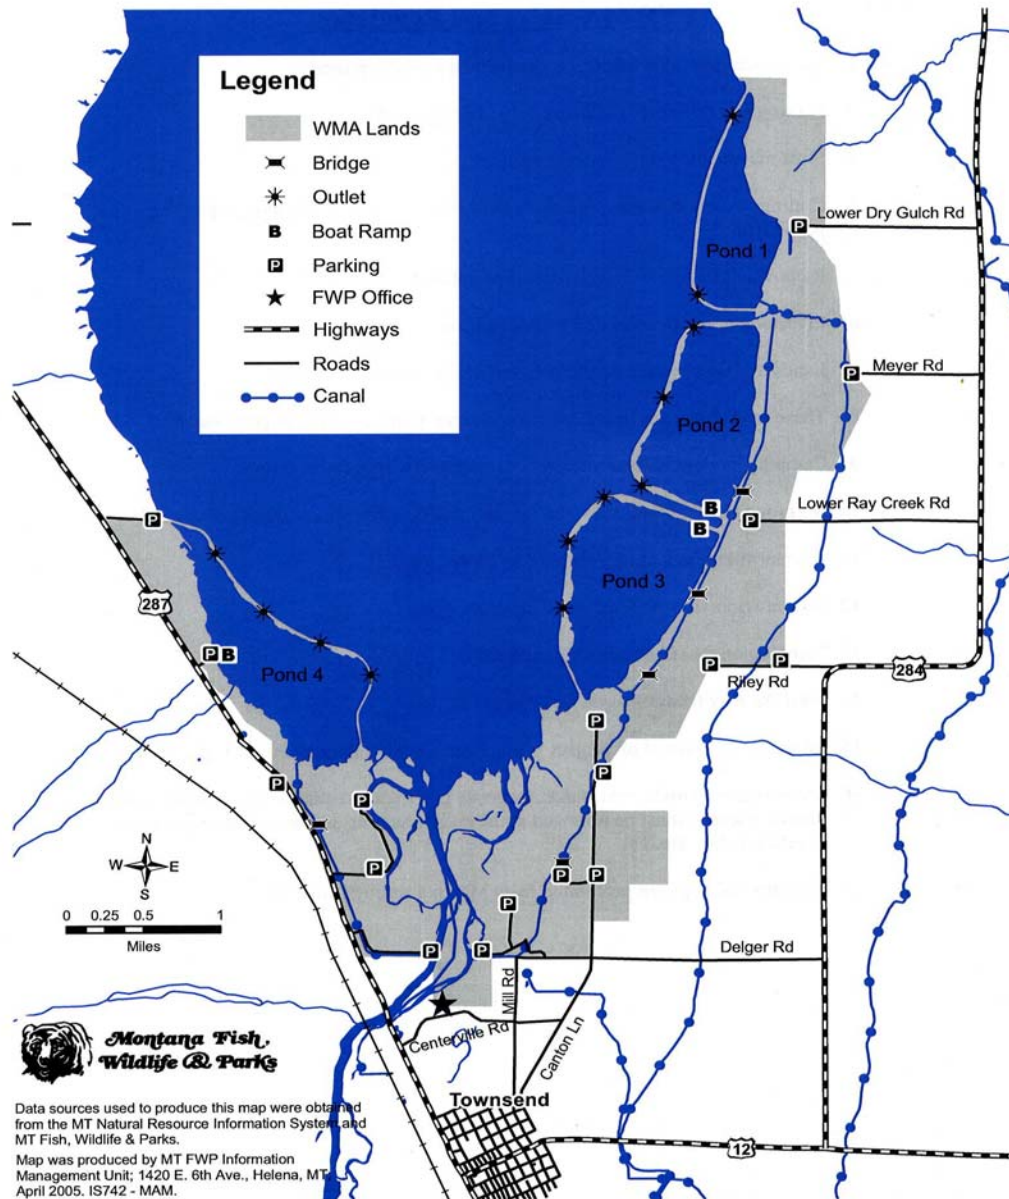 Legend
WMA Lands
Bridge
Outlet
B Boat Ramp
P Parking
FWP Office
Highways
Roads
Canal
Lower Dry Gulch Rd
P
Pond 1
Meyer Rd
P
Pond 2
B
Lower Ray Creek Rd
P
B
P
Pond 3
287
P B
Pond 4
P
P
284
Riley Rd
P
P
P
P
N
W E
S
P
P
P
P
0 0.25 0.5 1
Miles
P
P
Delger Rd
Mill Rd
Centerville Rd
Canton Ln
Montana Fish,
Wildlife & Parks
Townsend
12
Data sources used to produce this map were obtained
from the MT Natural Resource Information System and
MT Fish, Wildlife & Parks.
Map was produced by MT FWP Information
Management Unit; 1420 E. 6th Ave., Helena, MT,
April 2005. IS742 - MAM.